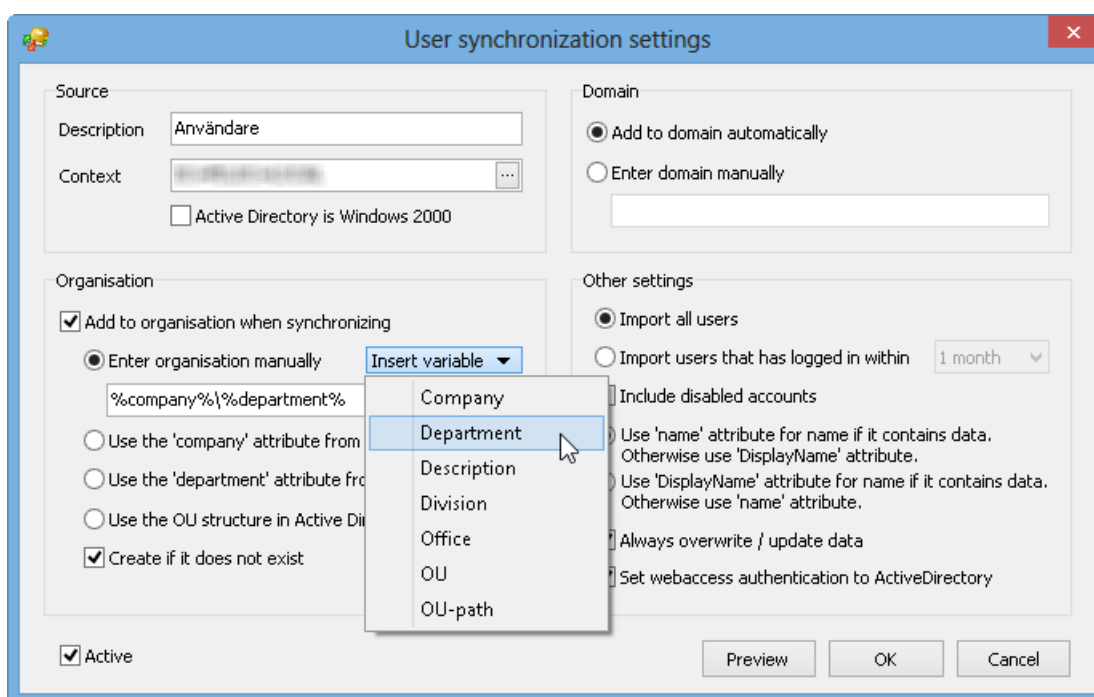 User synchronization settings
Source
Description
Användare
Context
...
Active Directory is Windows 2000
Domain
Add to domain automatically
Enter domain manually
Organisation
Add to organisation when synchronizing
Enter organisation manually
Insert variable
%company%\%department%
Use the 'company' attribute from
Use the 'department' attribute fro
Use the OU structure in Active Di
Create if it does not exist
Company
Department
Description
Division
Office
OU
OU-path
Other settings
Import all users
Import users that has logged in within
1 month
Include disabled accounts
Use 'name' attribute for name if it contains data.
Otherwise use 'DisplayName' attribute.
Use 'DisplayName' attribute for name if it contains data.
Otherwise use 'name' attribute.
Always overwrite / update data
Set webaccess authentication to ActiveDirectory
Active
Preview
OK
Cancel